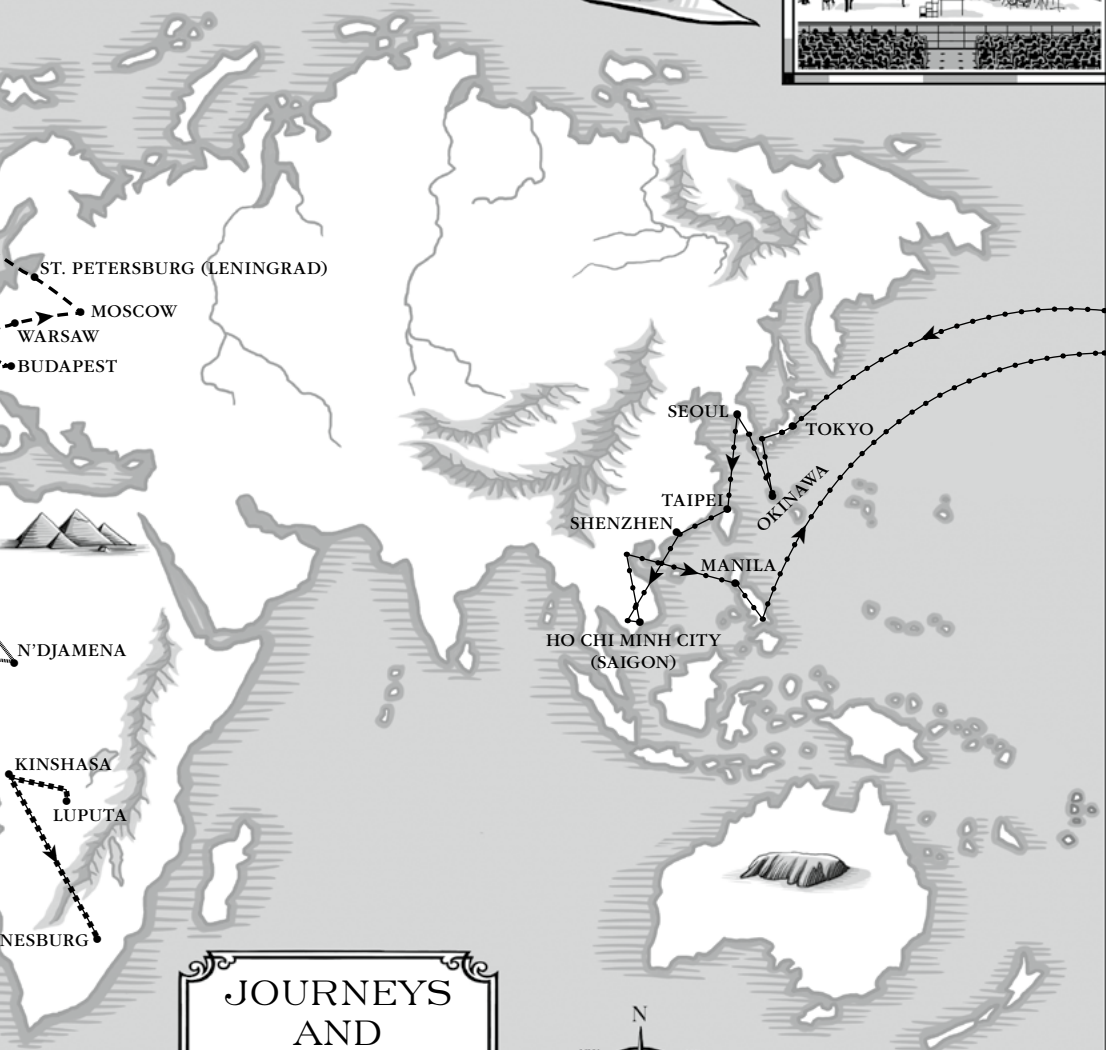 ST. PETERSBURG (LENINGRAD)
MOSCOW
WARSAW
BUDAPEST
SEOUL
TOKYO
TAIPEI
OKINAWA
SHENZHEN
MANILA
N'DJAMENA
HO CHI MINH CITY
(SAIGON)
KINSHASA
LUPUTA
NESBURG
JOURNEYS
AND
N